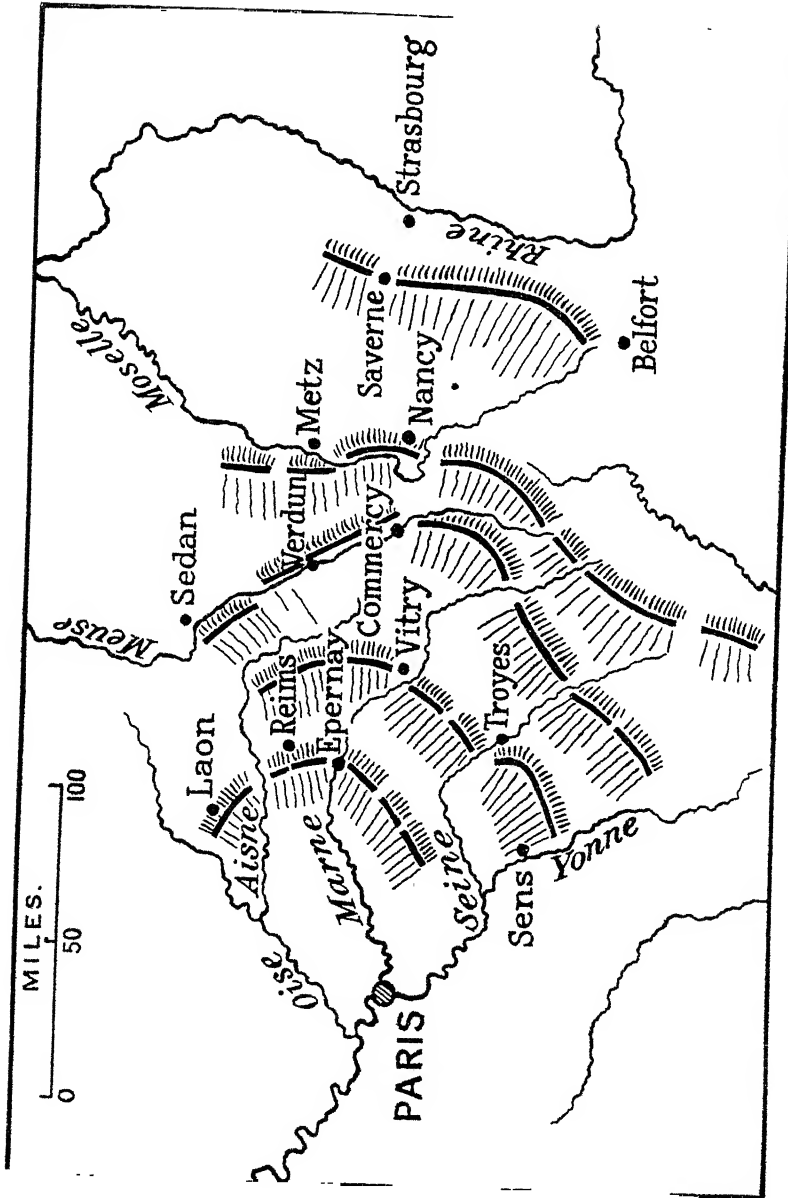 MILES.
0 50 100
Meuse
Moselle
Sedan
Laon
Verdun
Metz
Oise
Aisne
Reims
Epernay
Commercy
Vitry
Saverne
Nancy
Strasbourg
Rhine
Marne
PARIS
Seine
Troyes
Sens
Yonne
Belfort